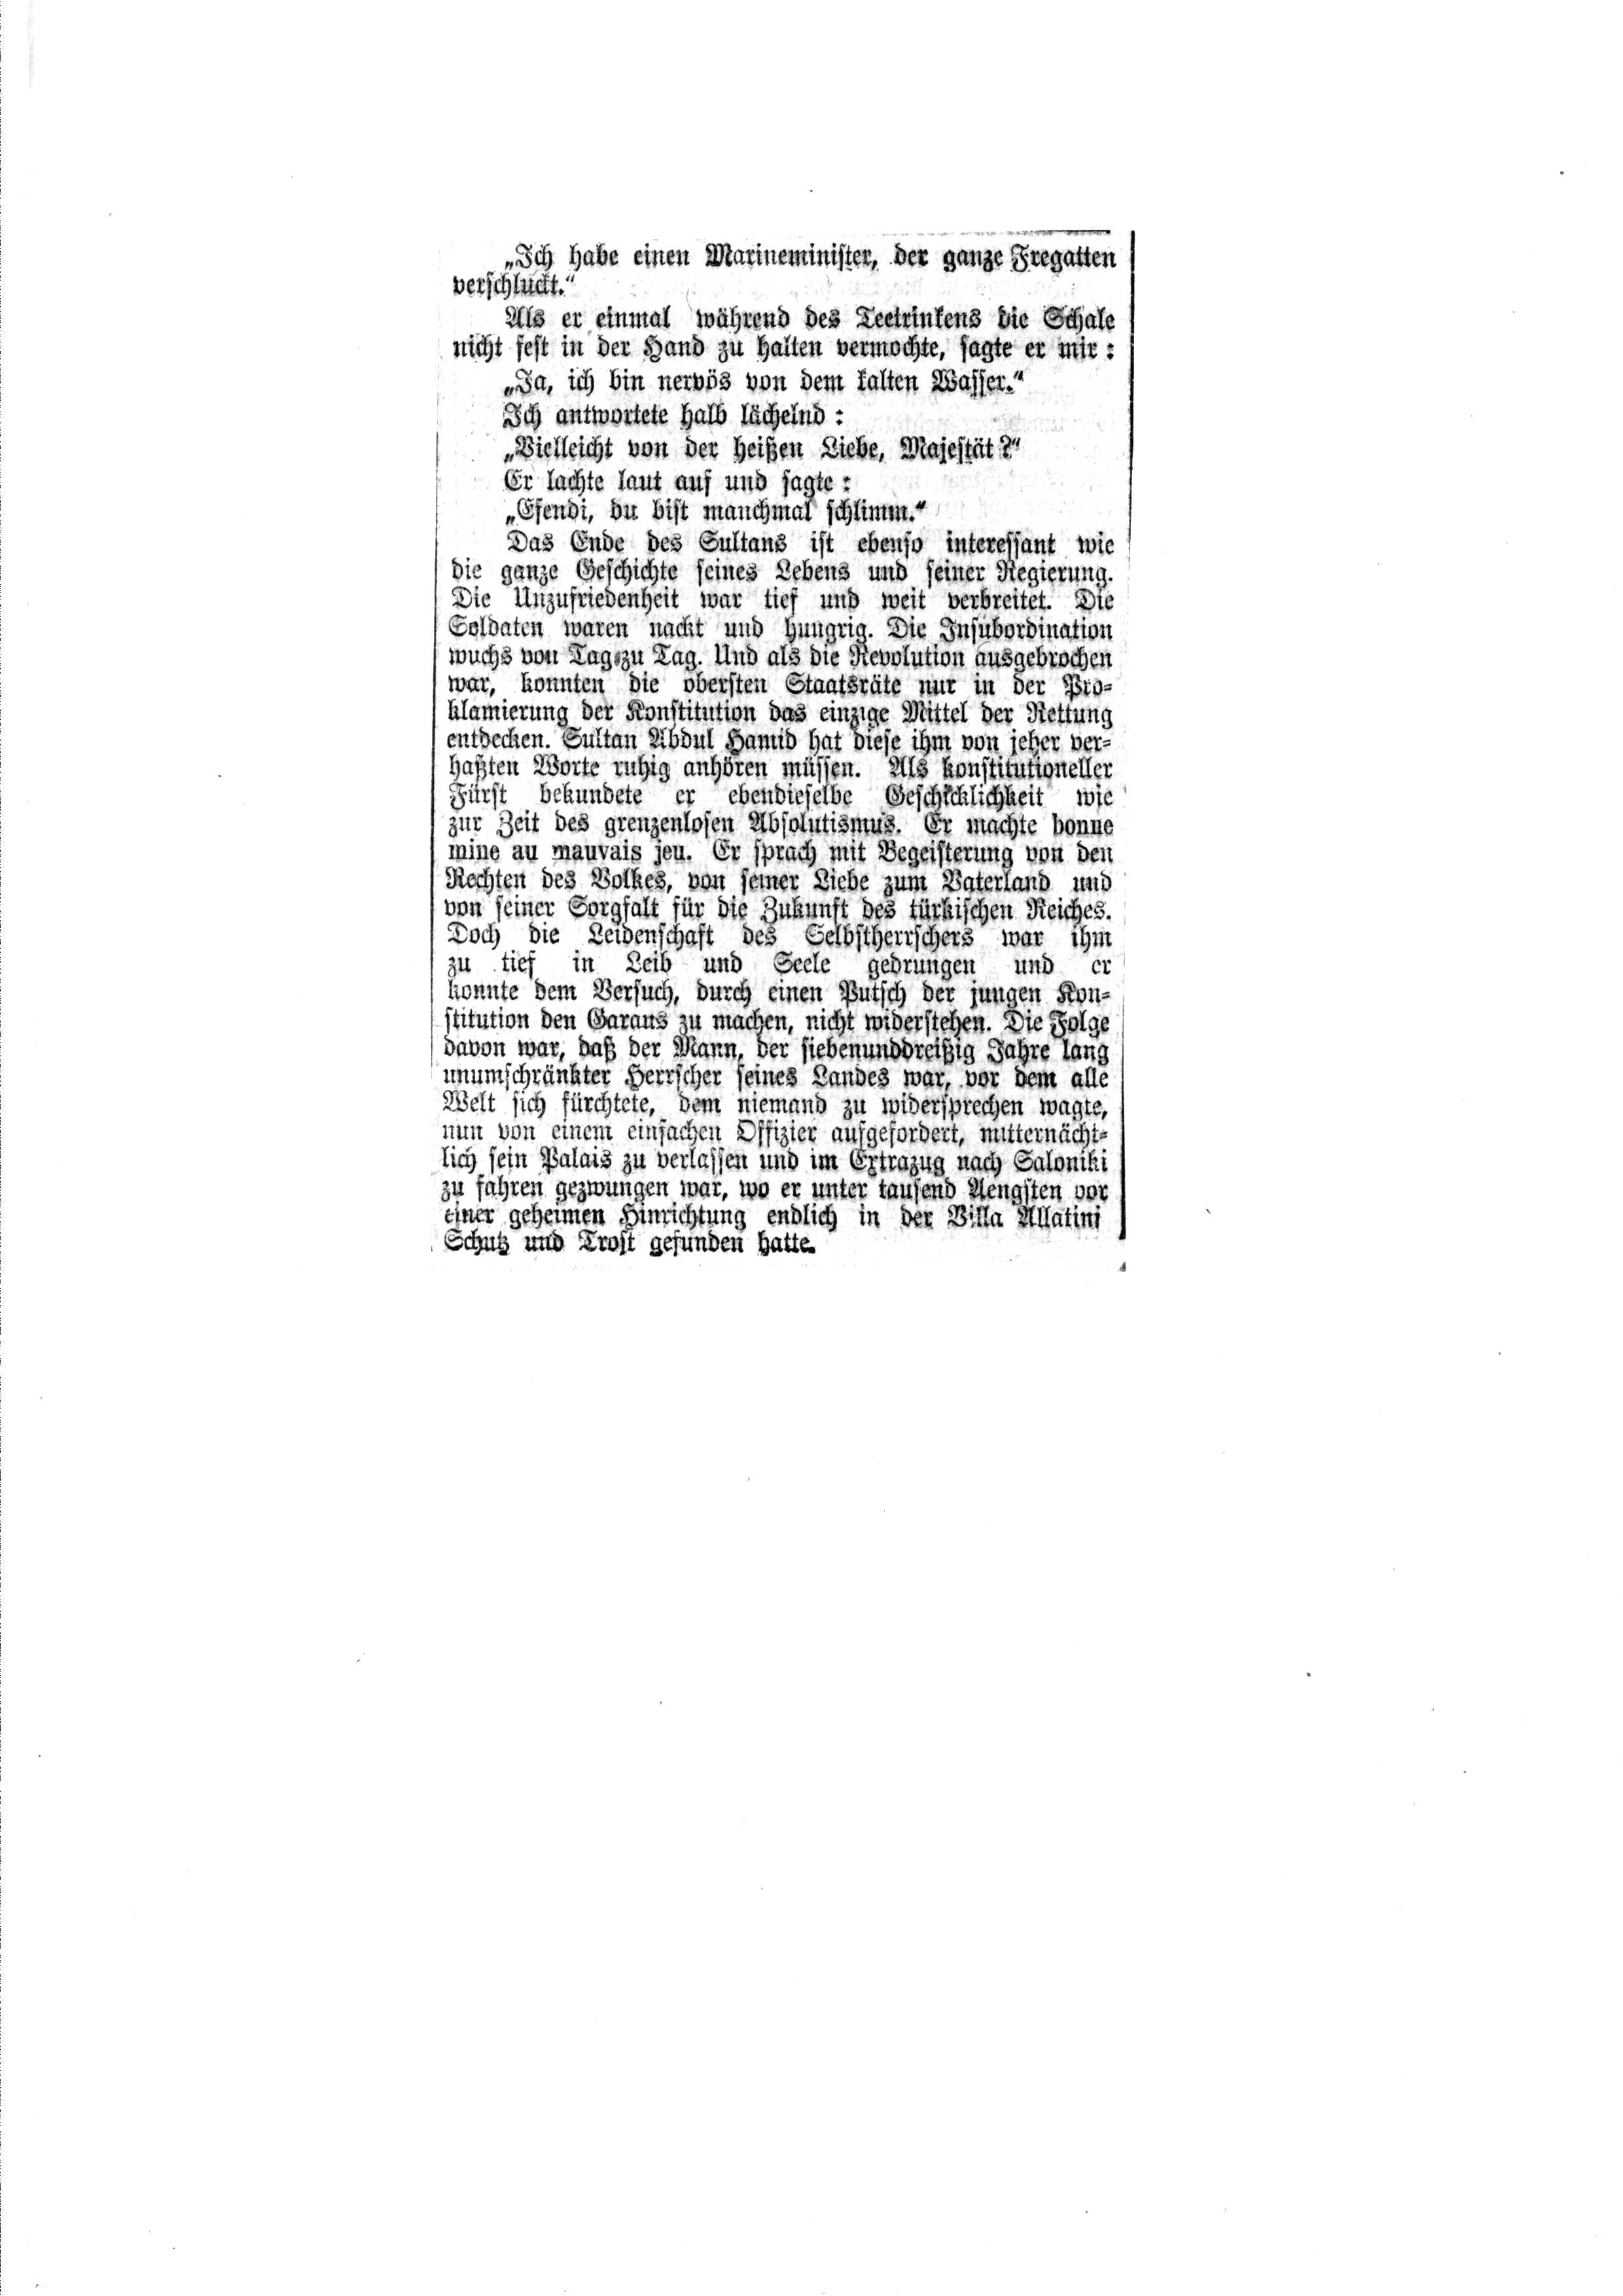 „Ich habe einen Marineminister, der ganze Fregatten
verschluckt.“
Als er einmal während des Teetrinkens die Schale
nicht fest in der Hand zu halten vermochte, sagte er mir:
„Ja, ich bin nervös von dem kalten Wasser.“
Ich antwortete halb lächelnd:
„Vielleicht von der heißen Liebe, Majestät?“
Er lachte laut auf und sagte:
„Efendi, du bist manchmal schlimm.“
Das Ende des Sultans ist ebenso interessant wie
die ganze Geschichte seines Lebens und seiner Regierung.
Die Unzufriedenheit war tief und weit verbreitet. Die
Soldaten waren nackt und hungrig. Die Insubordination
wuchs von Tag zu Tag. Und als die Revolution ausgebrochen
war, konnten die obersten Staatsräte nur in der Pro-
klamierung der Konstitution das einzige Mittel der Rettung
entdecken. Sultan Abdul Hamid hat diese ihm von jeher ver-
haßten Worte ruhig anhören müssen. Als konstitutioneller
Fürst bekundete er ebendieselbe Geschicklichkeit wie
zur Zeit des grenzenlosen Absolutismus. Er machte bonne
mine au mauvais jeu. Er sprach mit Begeisterung von den
Rechten des Volkes, von seiner Liebe zum Vaterland und
von seiner Sorgfalt für die Zukunft des türkischen Reiches.
Doch die Leidenschaft des Selbstherrschers war ihm
zu tief in Leib und Seele gedrungen und er
konnte dem Versuch, durch einen Putsch der jungen Kon-
stitution den Garaus zu machen, nicht widerstehen. Die Folge
davon war, daß der Mann, der siebenunddreißig Jahre lang
unumschränkter Herrscher seines Landes war, vor dem alle
Welt sich fürchtete, dem niemand zu widersprechen wagte,
nun von einem einfachen Offizier aufgefordert, mitternächt-
lich sein Palais zu verlassen und im Extrazug nach Saloniki
zu fahren gezwungen war, wo er unter tausend Aengsten vor
einer geheimen Hinrichtung endlich in der Villa Allatini
Schutz und Trost gefunden hatte.